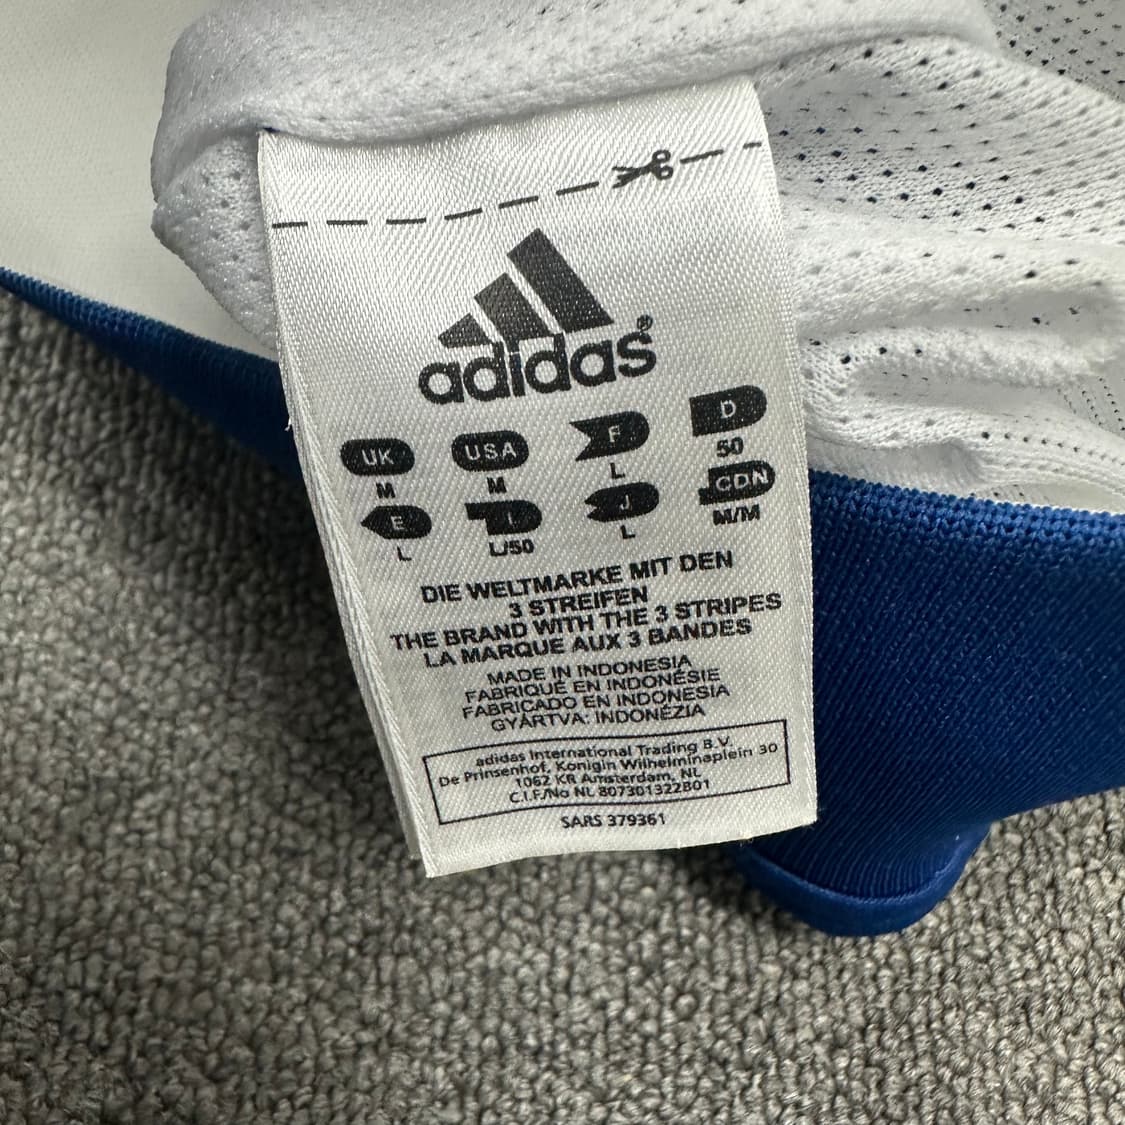 adidas®
UK USA F D
M M L 50
E I J CDN
L L/50 L M/M
DIE WELTMARKE MIT DEN
3 STREIFEN
THE BRAND WITH THE 3 STRIPES
LA MARQUE AUX 3 BANDES
MADE IN INDONESIA
FABRIQUÉ EN INDONÉSIE
FABRICADO EN INDONESIA
GYÁRTVA: INDONÉZIA
adidas International Trading B.V.
De Prinsenhof, Konigin Wilhelminaplein 30
1062 KR Amsterdam, NL
C.I.F./No NL 807301322B01
SARS 379361